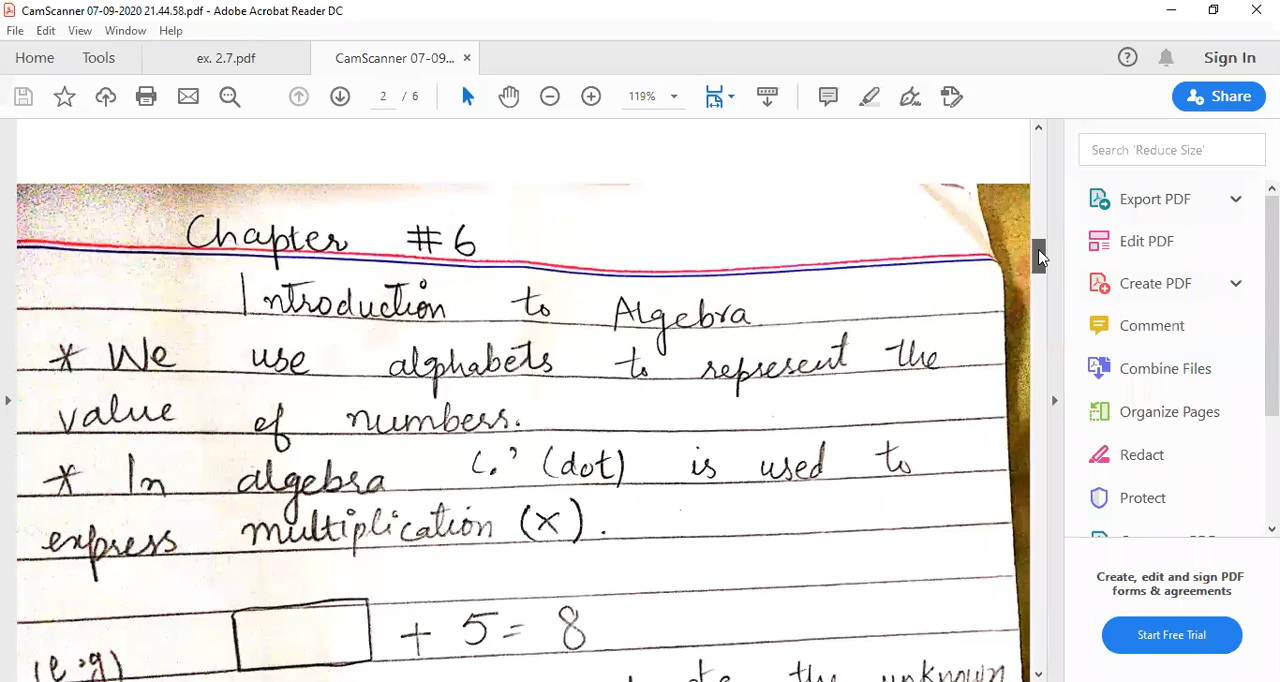 CamScanner 07-09-2020 21.44.58.pdf - Adobe Acrobat Reader DC
File Edit View Window Help
Home Tools ex. 2.7.pdf CamScanner 07-09... × Sign In
2 / 6 119% Share
Search 'Reduce Size'
Export PDF
Edit PDF
Create PDF
Comment
Combine Files
Organize Pages
Redact
Protect
Create, edit and sign PDF
forms & agreements
Start Free Trial
Chapter #6
Introduction to Algebra
* We use alphabets to represent the
value of numbers.
* In algebra '.' (dot) is used to
express multiplication (x).
(e.g) + 5 = 8
the unknown